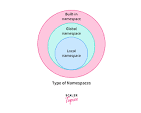 Built-in
namespace
Global
namespace
Local
namespace
Type of Namespaces
SCALER
Topics